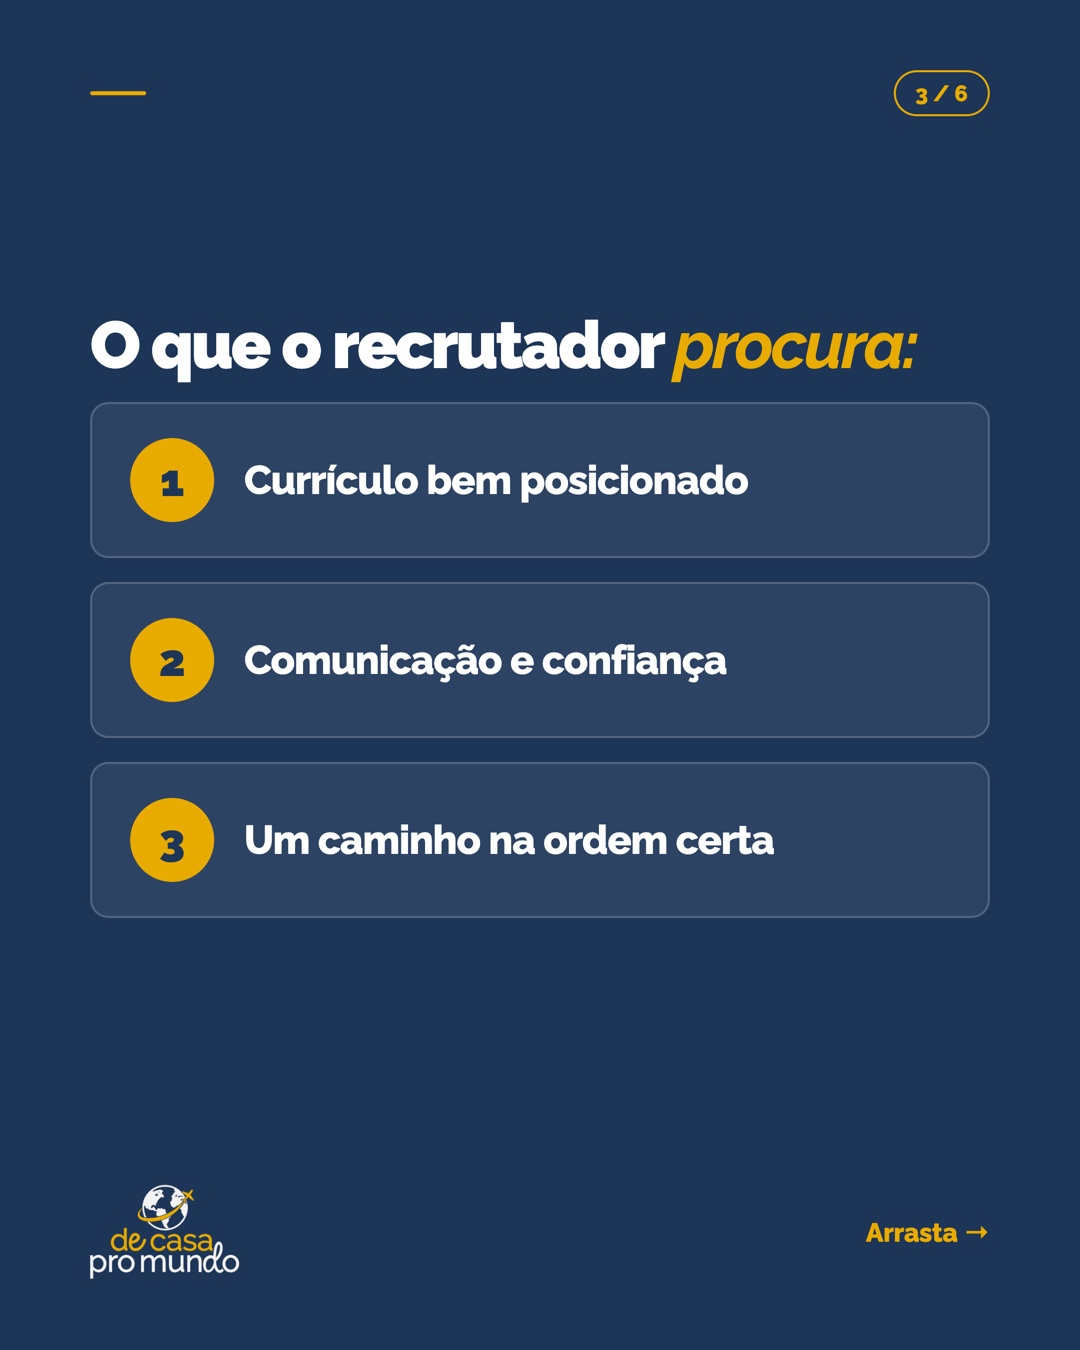 3 / 6
O que o recrutador procura:
1 Currículo bem posicionado
2 Comunicação e confiança
3 Um caminho na ordem certa
de casa
pro mundo
Arrasta →